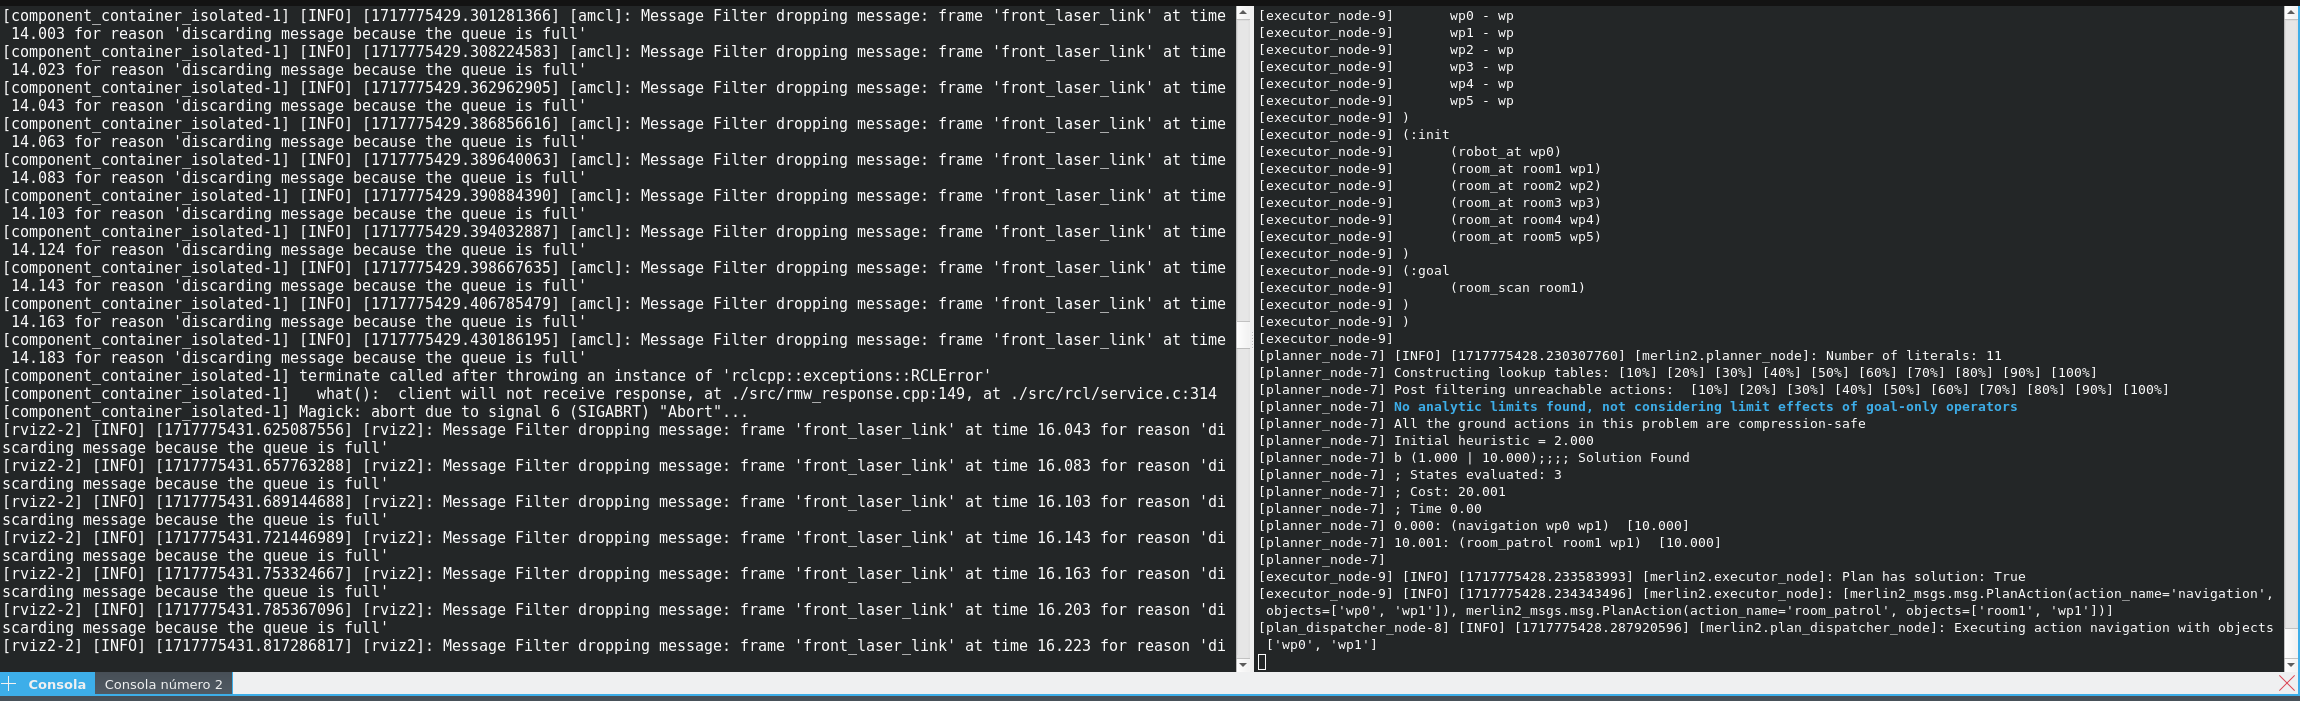 [component_container_isolated-1] [INFO] [1717775429.301281366] [amcl]: Message Filter dropping message: frame 'front_laser_link' at time
 14.003 for reason 'discarding message because the queue is full'
[component_container_isolated-1] [INFO] [1717775429.308224583] [amcl]: Message Filter dropping message: frame 'front_laser_link' at time
 14.023 for reason 'discarding message because the queue is full'
[component_container_isolated-1] [INFO] [1717775429.362962905] [amcl]: Message Filter dropping message: frame 'front_laser_link' at time
 14.043 for reason 'discarding message because the queue is full'
[component_container_isolated-1] [INFO] [1717775429.386856616] [amcl]: Message Filter dropping message: frame 'front_laser_link' at time
 14.063 for reason 'discarding message because the queue is full'
[component_container_isolated-1] [INFO] [1717775429.389640063] [amcl]: Message Filter dropping message: frame 'front_laser_link' at time
 14.083 for reason 'discarding message because the queue is full'
[component_container_isolated-1] [INFO] [1717775429.390884390] [amcl]: Message Filter dropping message: frame 'front_laser_link' at time
 14.103 for reason 'discarding message because the queue is full'
[component_container_isolated-1] [INFO] [1717775429.394032887] [amcl]: Message Filter dropping message: frame 'front_laser_link' at time
 14.124 for reason 'discarding message because the queue is full'
[component_container_isolated-1] [INFO] [1717775429.398667635] [amcl]: Message Filter dropping message: frame 'front_laser_link' at time
 14.143 for reason 'discarding message because the queue is full'
[component_container_isolated-1] [INFO] [1717775429.406785479] [amcl]: Message Filter dropping message: frame 'front_laser_link' at time
 14.163 for reason 'discarding message because the queue is full'
[component_container_isolated-1] [INFO] [1717775429.430186195] [amcl]: Message Filter dropping message: frame 'front_laser_link' at time
 14.183 for reason 'discarding message because the queue is full'
[component_container_isolated-1] terminate called after throwing an instance of 'rclcpp::exceptions::RCLError'
[component_container_isolated-1]   what():  client will not receive response, at ./src/rmw_response.cpp:149, at ./src/rcl/service.c:314
[component_container_isolated-1] Magick: abort due to signal 6 (SIGABRT) "Abort"...
[rviz2-2] [INFO] [1717775431.625087556] [rviz2]: Message Filter dropping message: frame 'front_laser_link' at time 16.043 for reason 'di
scarding message because the queue is full'
[rviz2-2] [INFO] [1717775431.657763288] [rviz2]: Message Filter dropping message: frame 'front_laser_link' at time 16.083 for reason 'di
scarding message because the queue is full'
[rviz2-2] [INFO] [1717775431.689144688] [rviz2]: Message Filter dropping message: frame 'front_laser_link' at time 16.103 for reason 'di
scarding message because the queue is full'
[rviz2-2] [INFO] [1717775431.721446989] [rviz2]: Message Filter dropping message: frame 'front_laser_link' at time 16.143 for reason 'di
scarding message because the queue is full'
[rviz2-2] [INFO] [1717775431.753324667] [rviz2]: Message Filter dropping message: frame 'front_laser_link' at time 16.163 for reason 'di
scarding message because the queue is full'
[rviz2-2] [INFO] [1717775431.785367096] [rviz2]: Message Filter dropping message: frame 'front_laser_link' at time 16.203 for reason 'di
scarding message because the queue is full'
[rviz2-2] [INFO] [1717775431.817286817] [rviz2]: Message Filter dropping message: frame 'front_laser_link' at time 16.223 for reason 'di
[executor_node-9]       wp0 - wp
[executor_node-9]       wp1 - wp
[executor_node-9]       wp2 - wp
[executor_node-9]       wp3 - wp
[executor_node-9]       wp4 - wp
[executor_node-9]       wp5 - wp
[executor_node-9] )
[executor_node-9] (:init
[executor_node-9]       (robot_at wp0)
[executor_node-9]       (room_at room1 wp1)
[executor_node-9]       (room_at room2 wp2)
[executor_node-9]       (room_at room3 wp3)
[executor_node-9]       (room_at room4 wp4)
[executor_node-9]       (room_at room5 wp5)
[executor_node-9] )
[executor_node-9] (:goal
[executor_node-9]       (room_scan room1)
[executor_node-9] )
[executor_node-9] )
[executor_node-9]
[planner_node-7] [INFO] [1717775428.230307760] [merlin2.planner_node]: Number of literals: 11
[planner_node-7] Constructing lookup tables: [10%] [20%] [30%] [40%] [50%] [60%] [70%] [80%] [90%] [100%]
[planner_node-7] Post filtering unreachable actions:  [10%] [20%] [30%] [40%] [50%] [60%] [70%] [80%] [90%] [100%]
[planner_node-7] No analytic limits found, not considering limit effects of goal-only operators
[planner_node-7] All the ground actions in this problem are compression-safe
[planner_node-7] Initial heuristic = 2.000
[planner_node-7] b (1.000 | 10.000);;;; Solution Found
[planner_node-7] ; States evaluated: 3
[planner_node-7] ; Cost: 20.001
[planner_node-7] ; Time 0.00
[planner_node-7] 0.000: (navigation wp0 wp1)  [10.000]
[planner_node-7] 10.001: (room_patrol room1 wp1)  [10.000]
[planner_node-7]
[executor_node-9] [INFO] [1717775428.233583993] [merlin2.executor_node]: Plan has solution: True
[executor_node-9] [INFO] [1717775428.234343496] [merlin2.executor_node]: [merlin2_msgs.msg.PlanAction(action_name='navigation',
 objects=['wp0', 'wp1']), merlin2_msgs.msg.PlanAction(action_name='room_patrol', objects=['room1', 'wp1'])]
[plan_dispatcher_node-8] [INFO] [1717775428.287920596] [merlin2.plan_dispatcher_node]: Executing action navigation with objects
 ['wp0', 'wp1']
Consola
Consola número 2